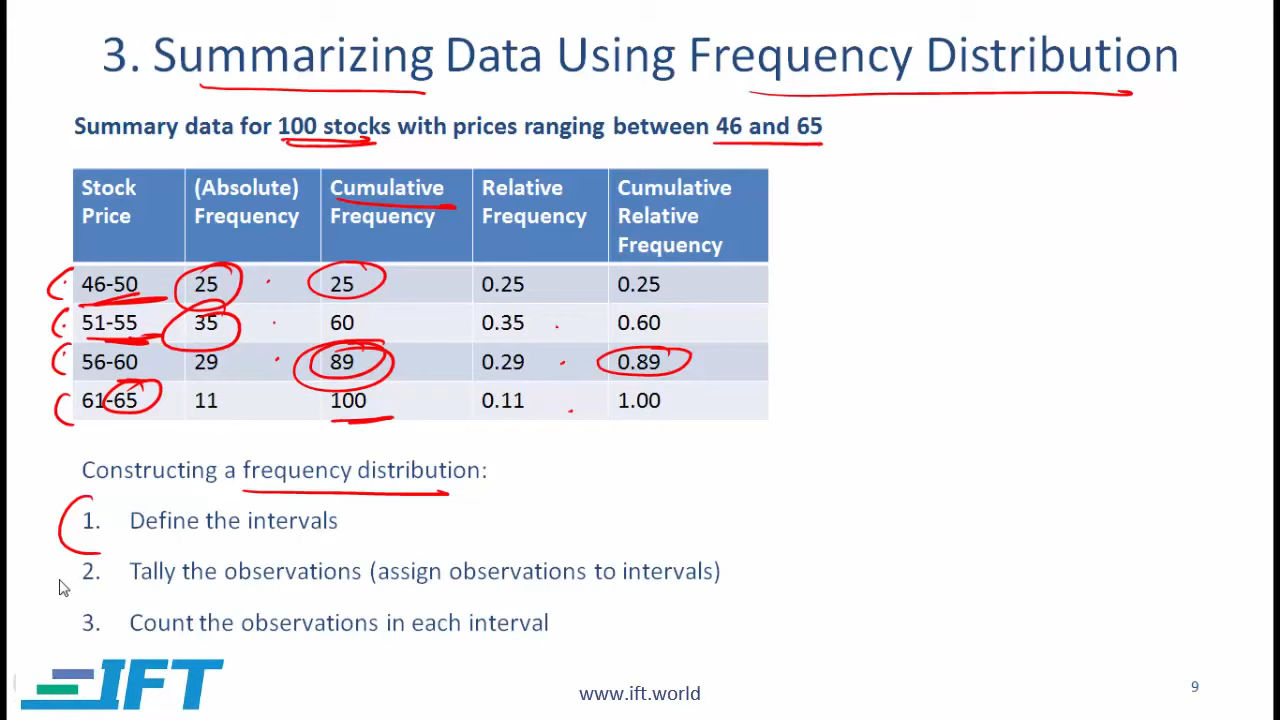 3. Summarizing Data Using Frequency Distribution
Summary data for 100 stocks with prices ranging between 46 and 65
Stock Price (Absolute) Frequency Cumulative Frequency Relative Frequency Cumulative Relative Frequency
46-50 25 25 0.25 0.25
51-55 35 60 0.35 0.60
56-60 29 89 0.29 0.89
61-65 11 100 0.11 1.00
Constructing a frequency distribution:
1. Define the intervals
2. Tally the observations (assign observations to intervals)
3. Count the observations in each interval
IFT
www.ift.world
9